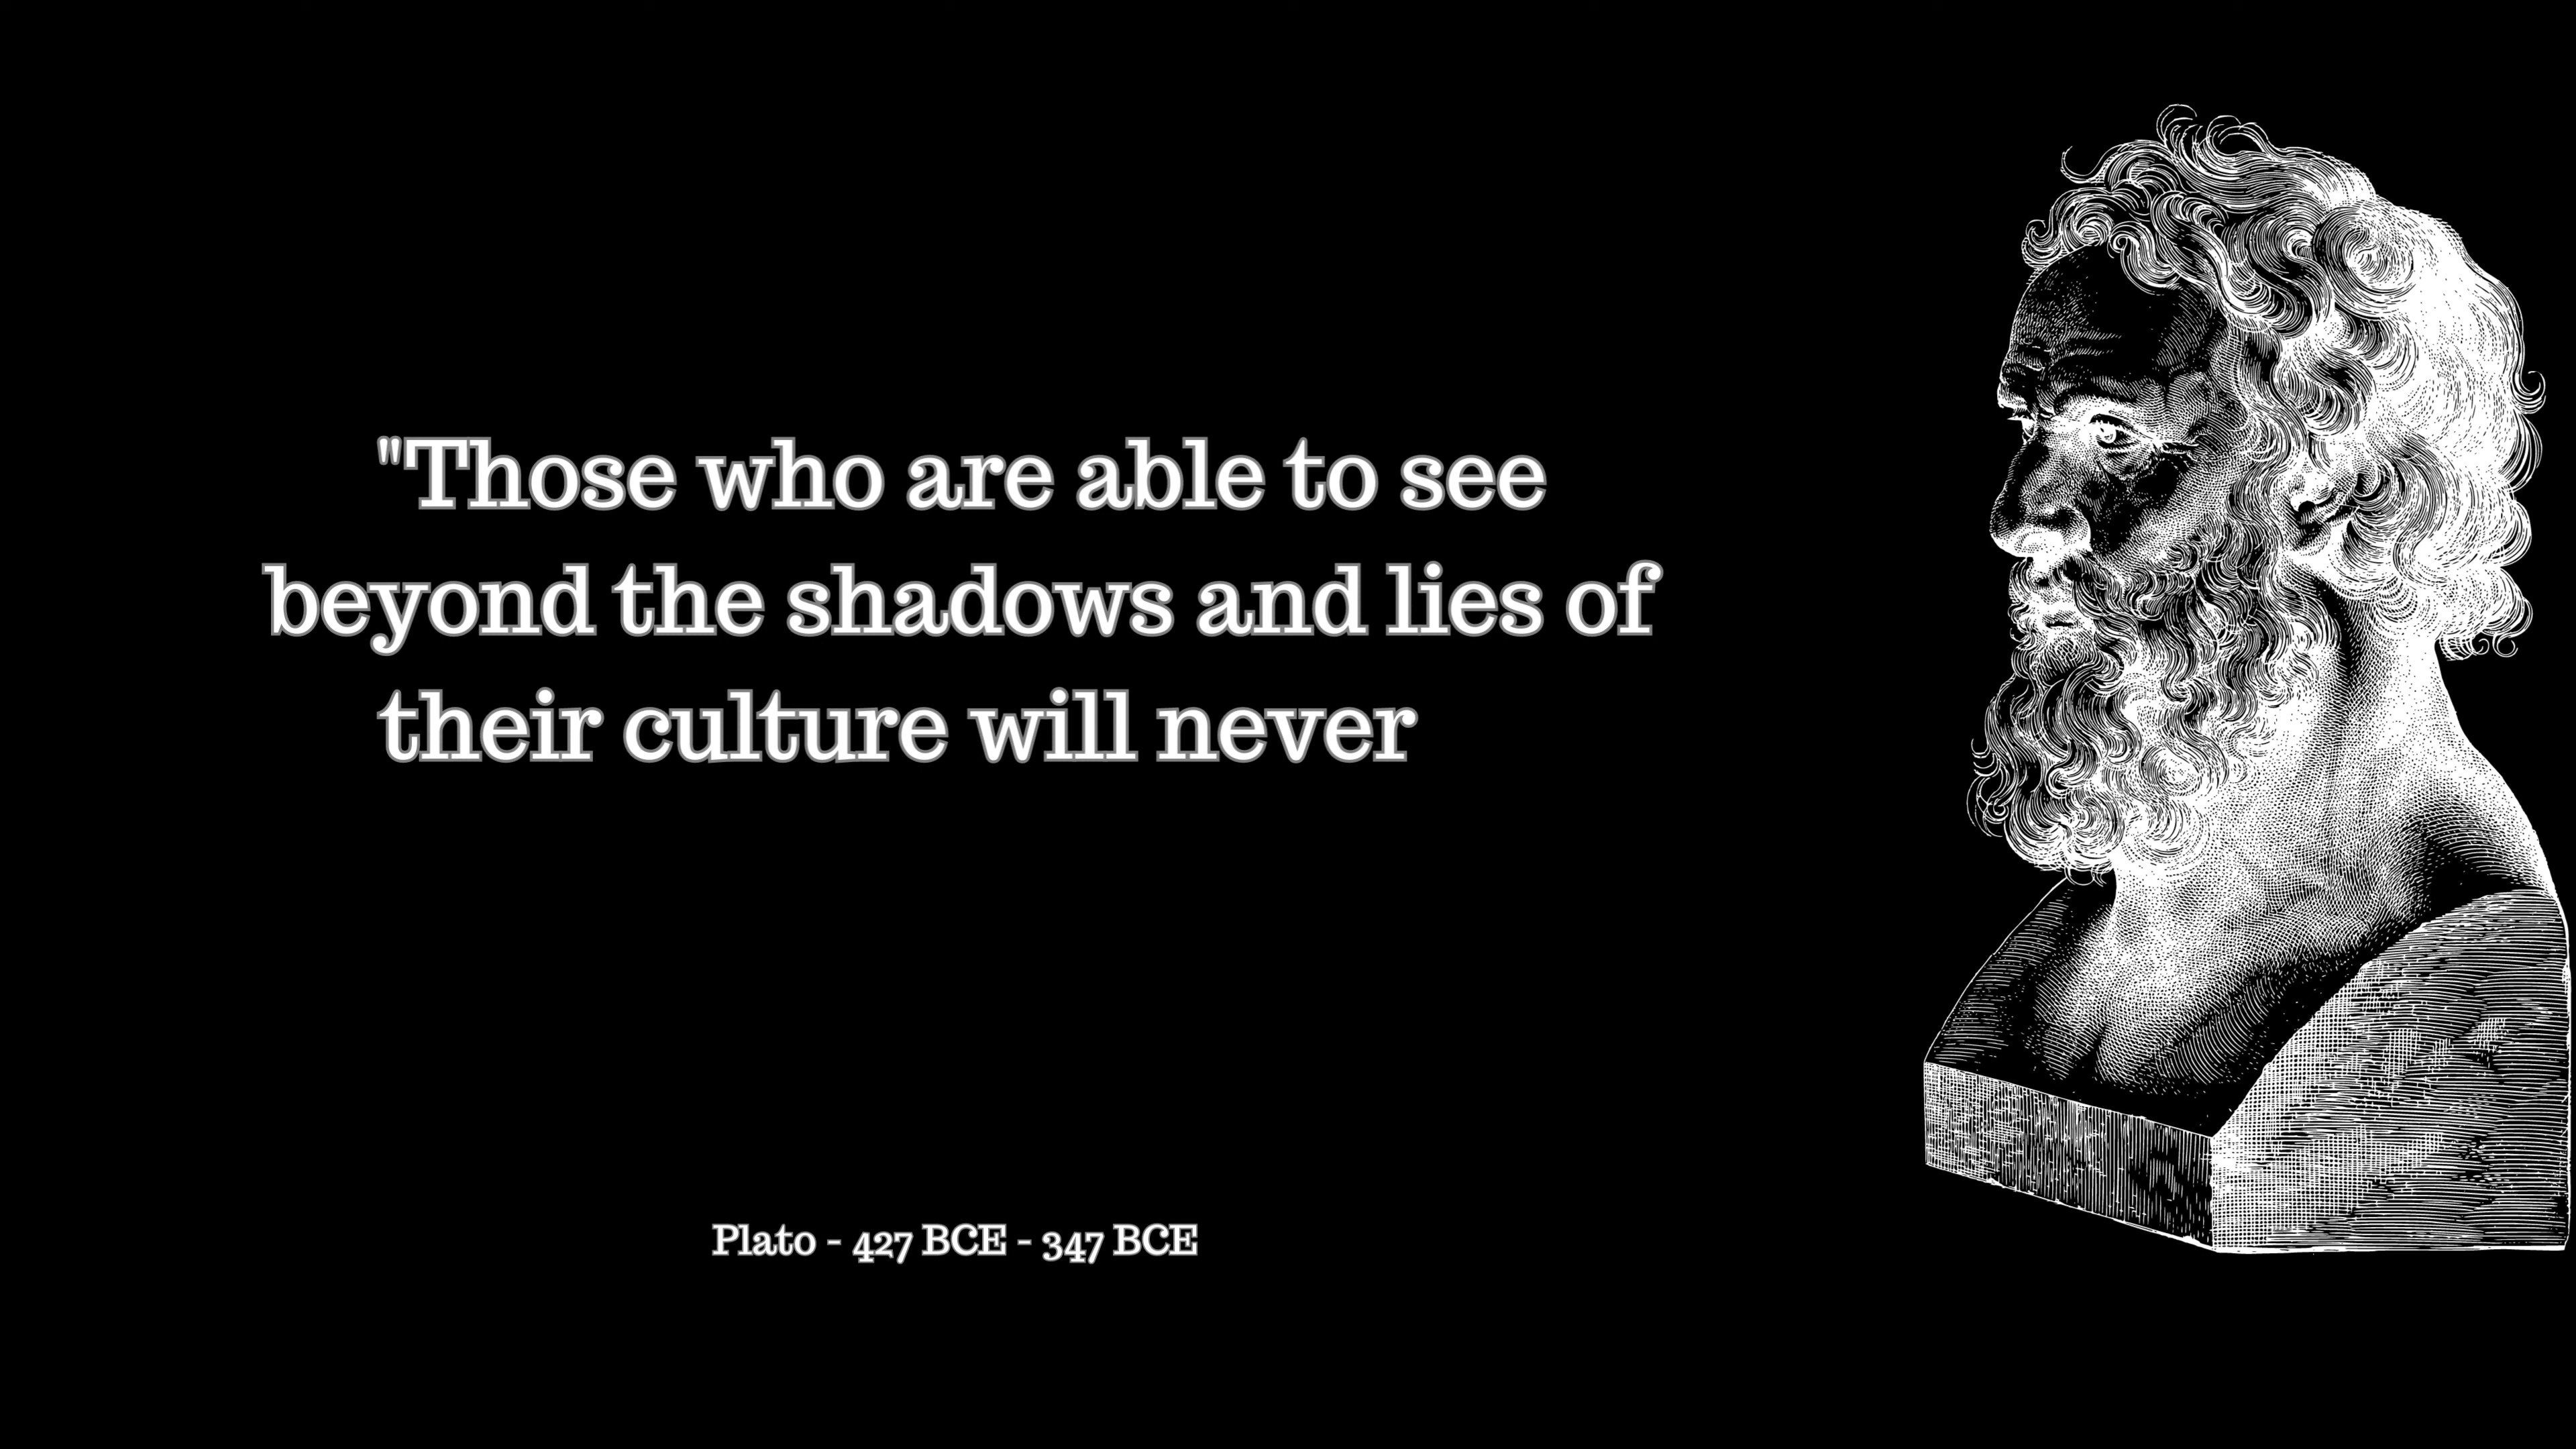 "Those who are able to see
beyond the shadows and lies of
their culture will never
Plato - 427 BCE - 347 BCE